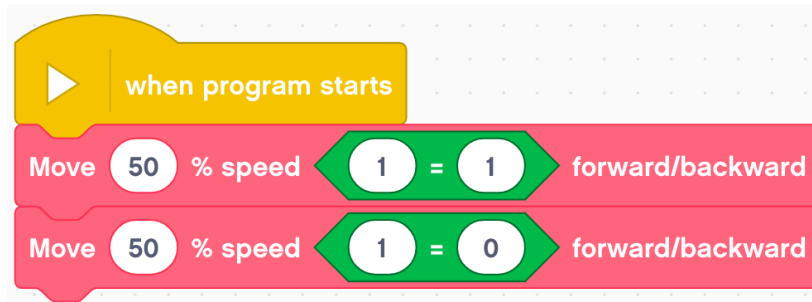 when program starts
Move 50 % speed 1 = 1 forward/backward
Move 50 % speed 1 = 0 forward/backward